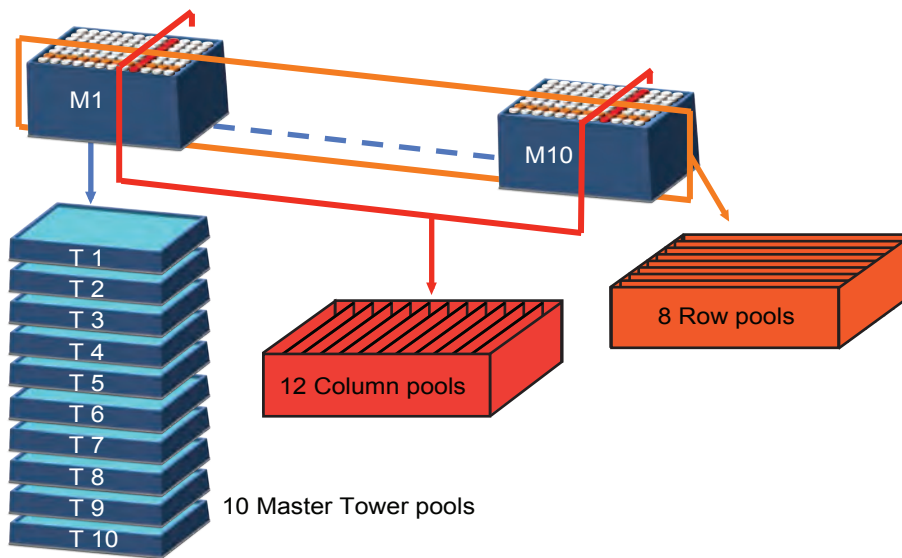 M1
M10
T 1
T 2
T 3
T 4
T 5
T 6
T 7
T 8
T 9
T 10
12 Column pools
8 Row pools
10 Master Tower pools